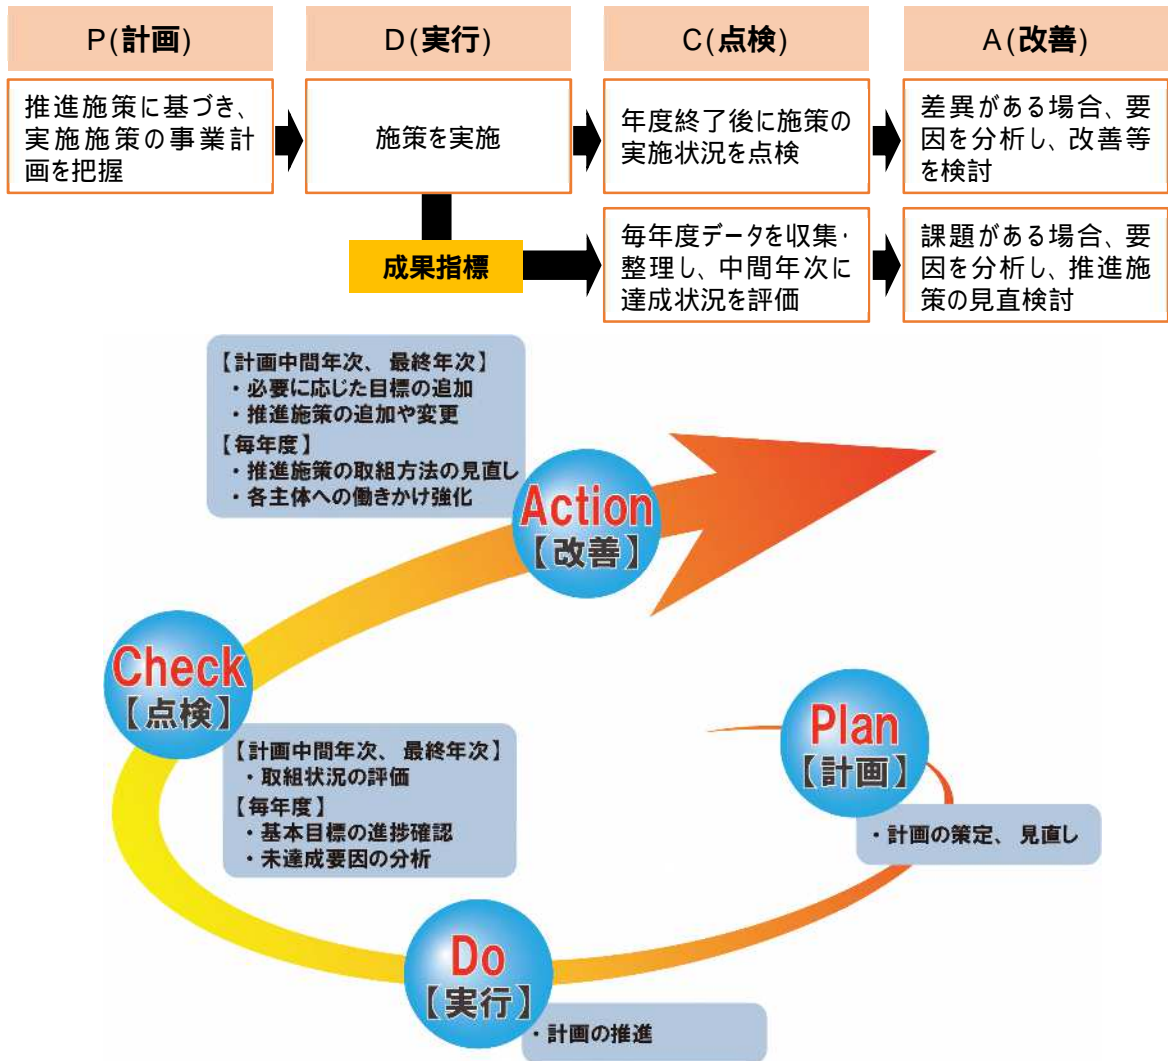 P(計画)
D(実行)
C(点検)
A(改善)
推進施策に基づき、
実施施策の事業計
画を把握
施策を実施
年度終了後に施策の
実施状況を点検
差異がある場合、要
因を分析し、改善等
を検討
成果指標
毎年度データを収集・
整理し、中間年次に
達成状況を評価
課題がある場合、要
因を分析し、推進施
策の見直検討
【計画中間年次、最終年次】
・必要に応じた目標の追加
・推進施策の追加や変更
【毎年度】
・推進施策の取組方法の見直し
・各主体への働きかけ強化
Action
【改善】
Check
【点検】
【計画中間年次、最終年次】
・取組状況の評価
【毎年度】
・基本目標の進捗確認
・未達成要因の分析
Plan
【計画】
・計画の策定、見直し
Do
【実行】
・計画の推進